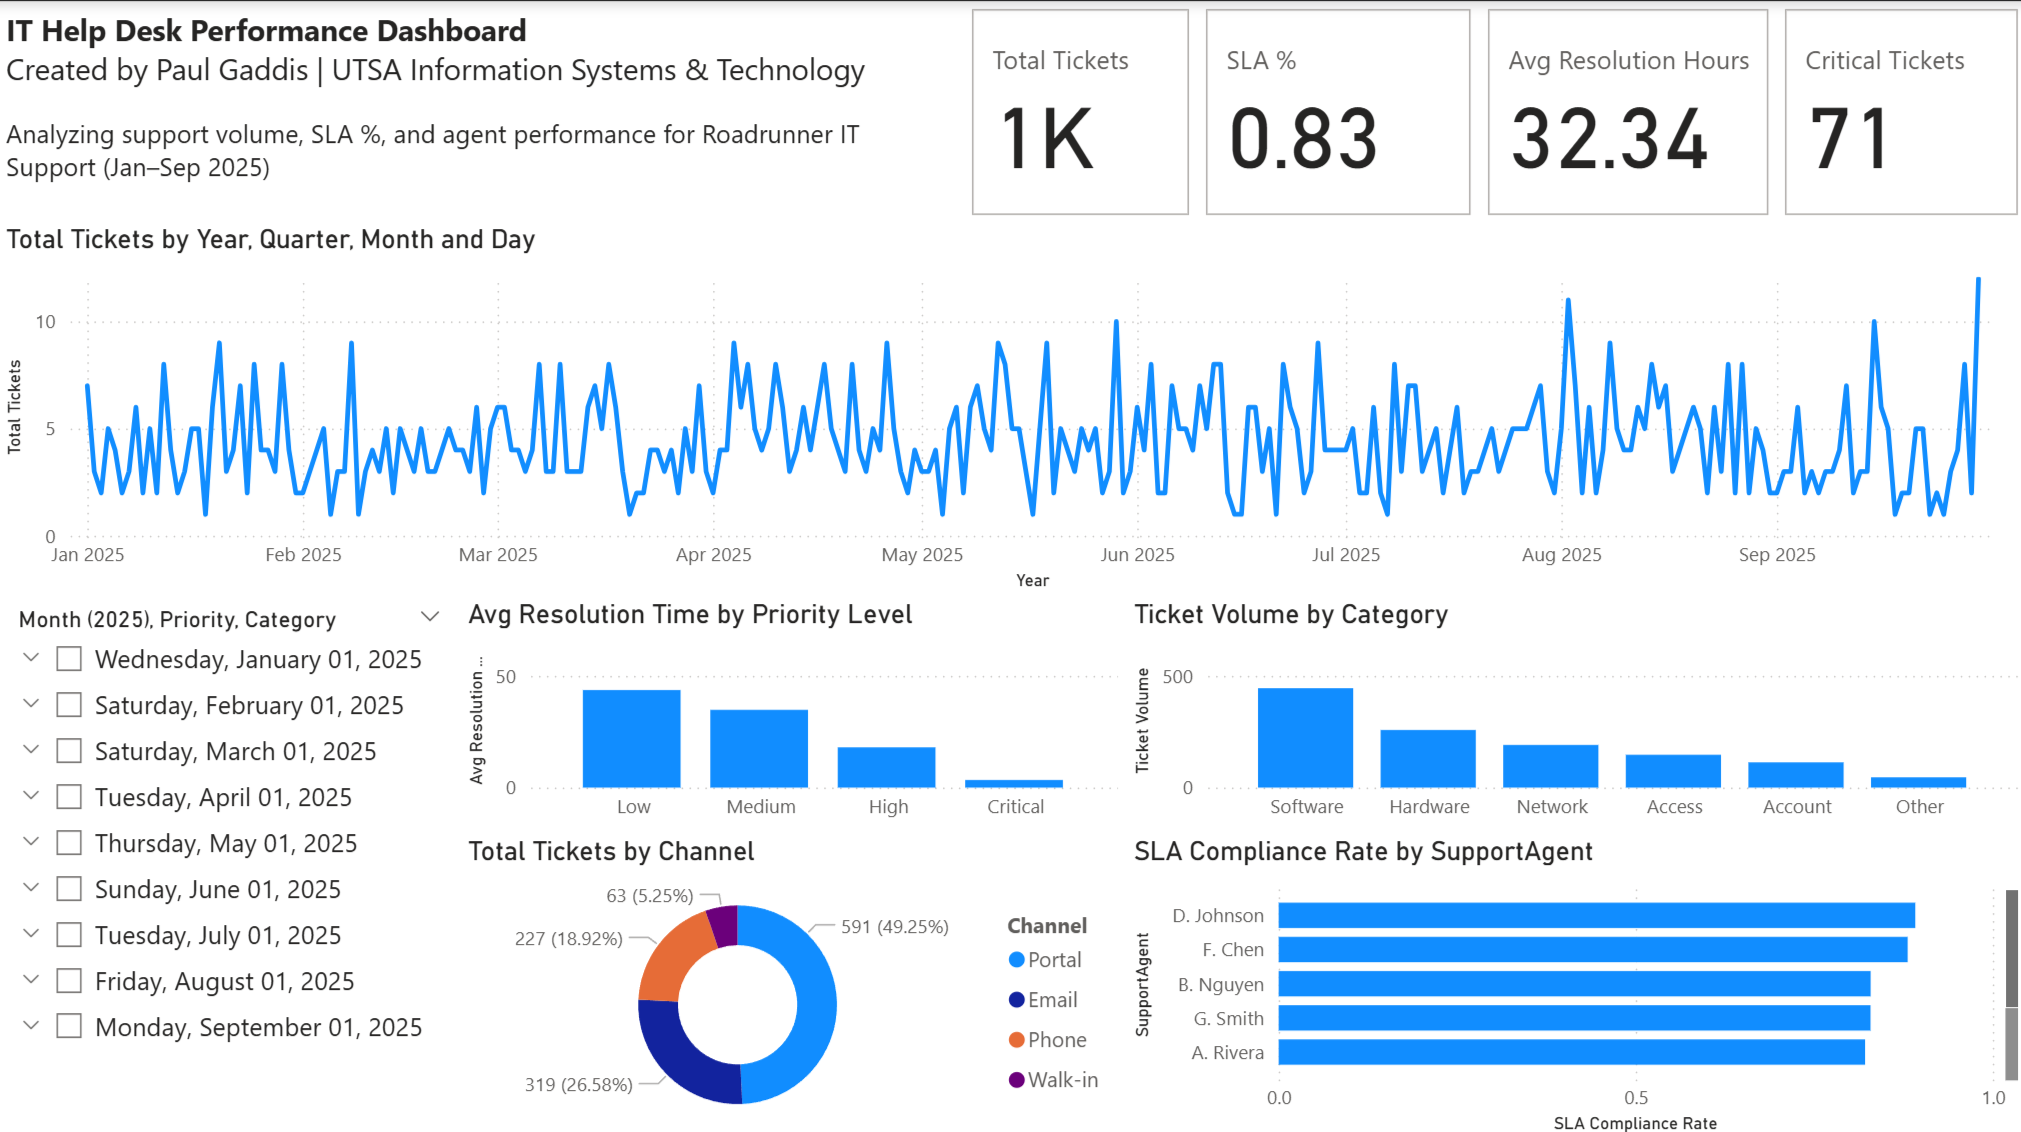 IT Help Desk Performance Dashboard
Created by Paul Gaddis | UTSA Information Systems & Technology
Analyzing support volume, SLA %, and agent performance for Roadrunner IT
Support (Jan–Sep 2025)
Total Tickets
1K
SLA %
0.83
Avg Resolution Hours
32.34
Critical Tickets
71
Total Tickets by Year, Quarter, Month and Day
Total Tickets
10
5
0
Jan 2025
Feb 2025
Mar 2025
Apr 2025
May 2025
Jun 2025
Jul 2025
Aug 2025
Sep 2025
Year
Month (2025), Priority, Category
Wednesday, January 01, 2025
Saturday, February 01, 2025
Saturday, March 01, 2025
Tuesday, April 01, 2025
Thursday, May 01, 2025
Sunday, June 01, 2025
Tuesday, July 01, 2025
Friday, August 01, 2025
Monday, September 01, 2025
Avg Resolution Time by Priority Level
Avg Resolution ...
50
0
Low
Medium
High
Critical
Ticket Volume by Category
Ticket Volume
500
0
Software
Hardware
Network
Access
Account
Other
Total Tickets by Channel
63 (5.25%)
227 (18.92%)
591 (49.25%)
319 (26.58%)
Channel
Portal
Email
Phone
Walk-in
SLA Compliance Rate by SupportAgent
SupportAgent
D. Johnson
F. Chen
B. Nguyen
G. Smith
A. Rivera
0.0
0.5
1.0
SLA Compliance Rate